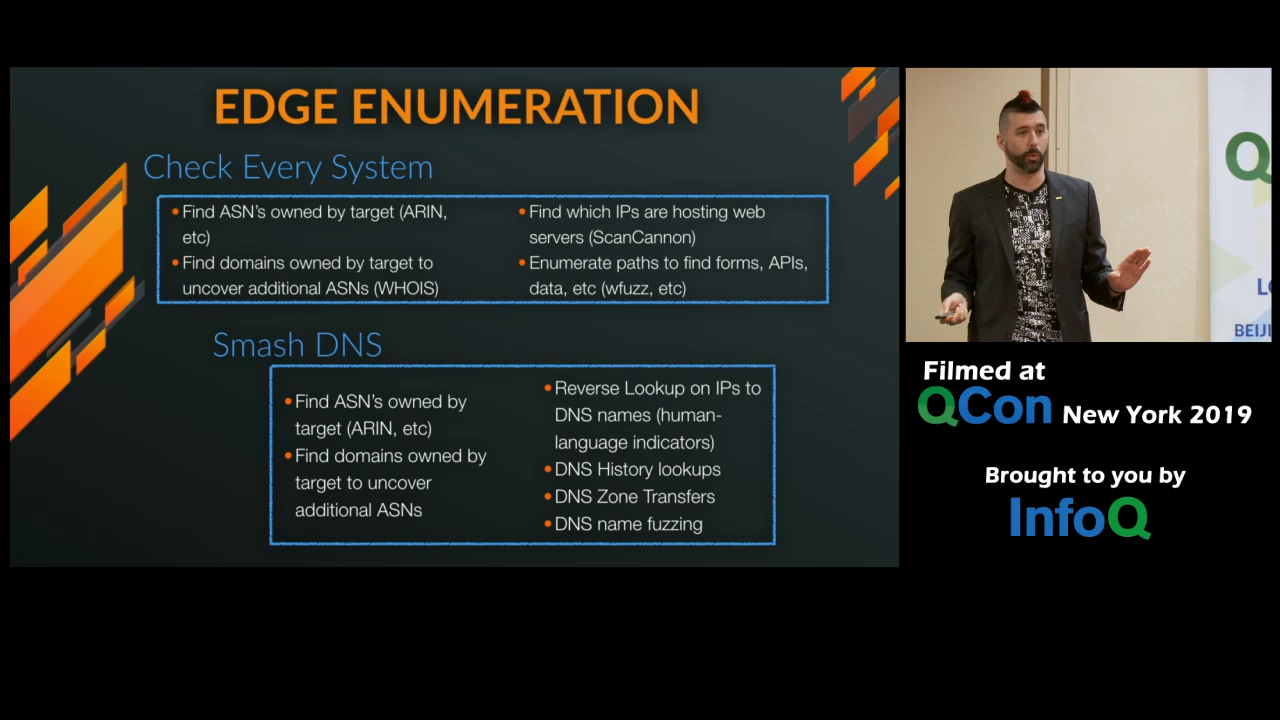 EDGE ENUMERATION
Check Every System
• Find ASN's owned by target (ARIN,
etc)
• Find domains owned by target to
uncover additional ASNs (WHOIS)
• Find which IPs are hosting web
servers (ScanCannon)
• Enumerate paths to find forms, APIs,
data, etc (wfuzz, etc)
Smash DNS
• Find ASN's owned by
target (ARIN, etc)
• Find domains owned by
target to uncover
additional ASNs
• Reverse Lookup on IPs to
DNS names (human-
language indicators)
• DNS History lookups
• DNS Zone Transfers
• DNS name fuzzing
Q
BEIJI
Filmed at
QCon New York 2019
Brought to you by
InfoQ